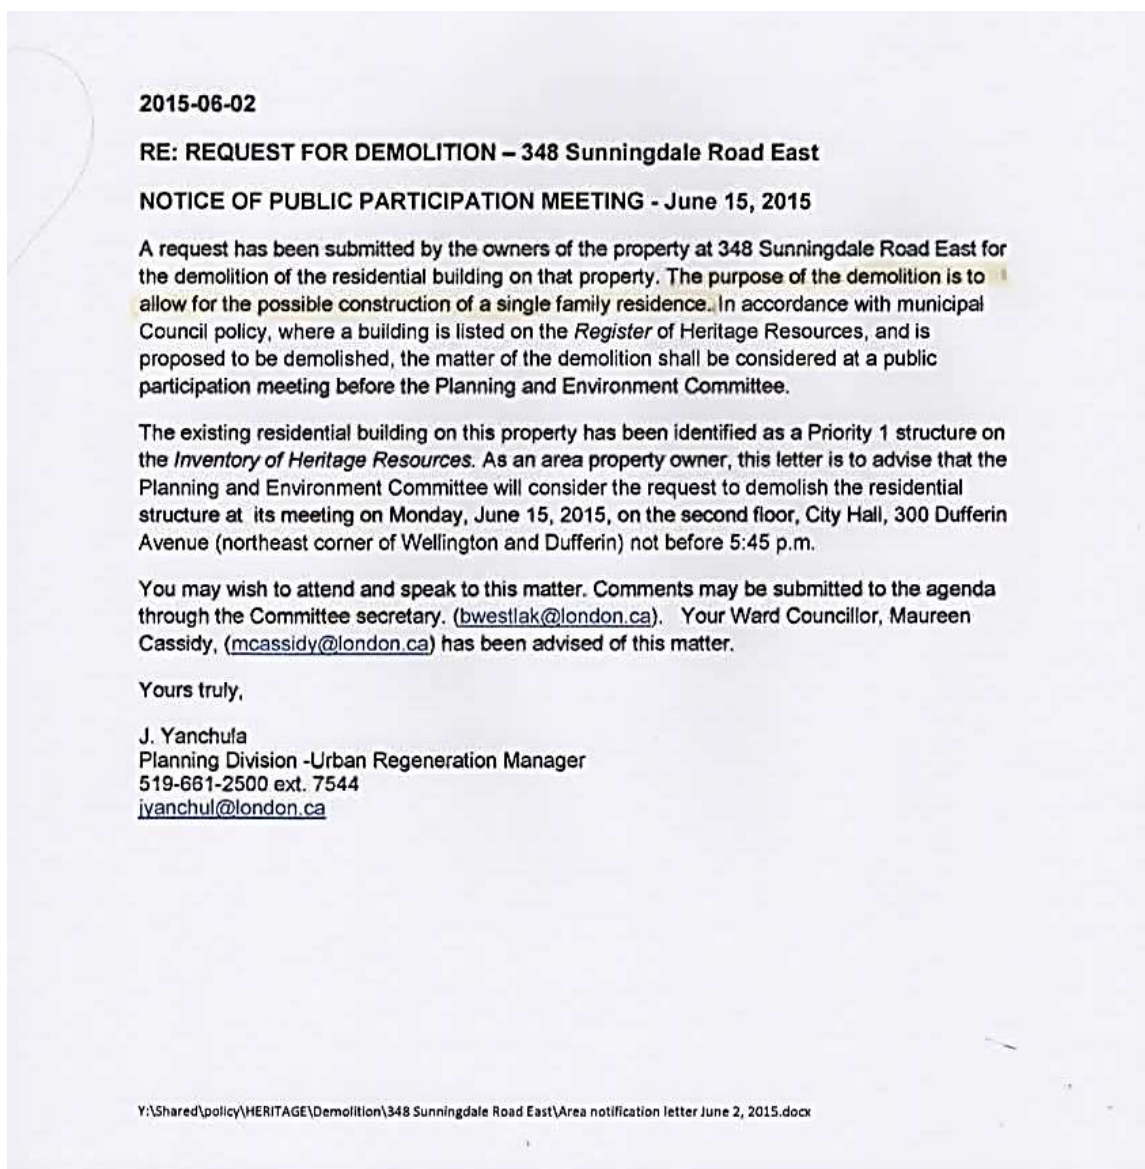 2015-06-02
RE: REQUEST FOR DEMOLITION – 348 Sunningdale Road East
NOTICE OF PUBLIC PARTICIPATION MEETING - June 15, 2015
A request has been submitted by the owners of the property at 348 Sunningdale Road East for
the demolition of the residential building on that property. The purpose of the demolition is to
allow for the possible construction of a single family residence. In accordance with municipal
Council policy, where a building is listed on the Register of Heritage Resources, and is
proposed to be demolished, the matter of the demolition shall be considered at a public
participation meeting before the Planning and Environment Committee.
The existing residential building on this property has been identified as a Priority 1 structure on
the Inventory of Heritage Resources. As an area property owner, this letter is to advise that the
Planning and Environment Committee will consider the request to demolish the residential
structure at its meeting on Monday, June 15, 2015, on the second floor, City Hall, 300 Dufferin
Avenue (northeast corner of Wellington and Dufferin) not before 5:45 p.m.
You may wish to attend and speak to this matter. Comments may be submitted to the agenda
through the Committee secretary. (bwestlak@london.ca). Your Ward Councillor, Maureen
Cassidy, (mcassidy@london.ca) has been advised of this matter.
Yours truly,
J. Yanchula
Planning Division -Urban Regeneration Manager
519-661-2500 ext. 7544
jyanchul@london.ca
Y:\Shared\policy\HERITAGE\Demolition\348 Sunningdale Road East\Area notification letter June 2, 2015.docx